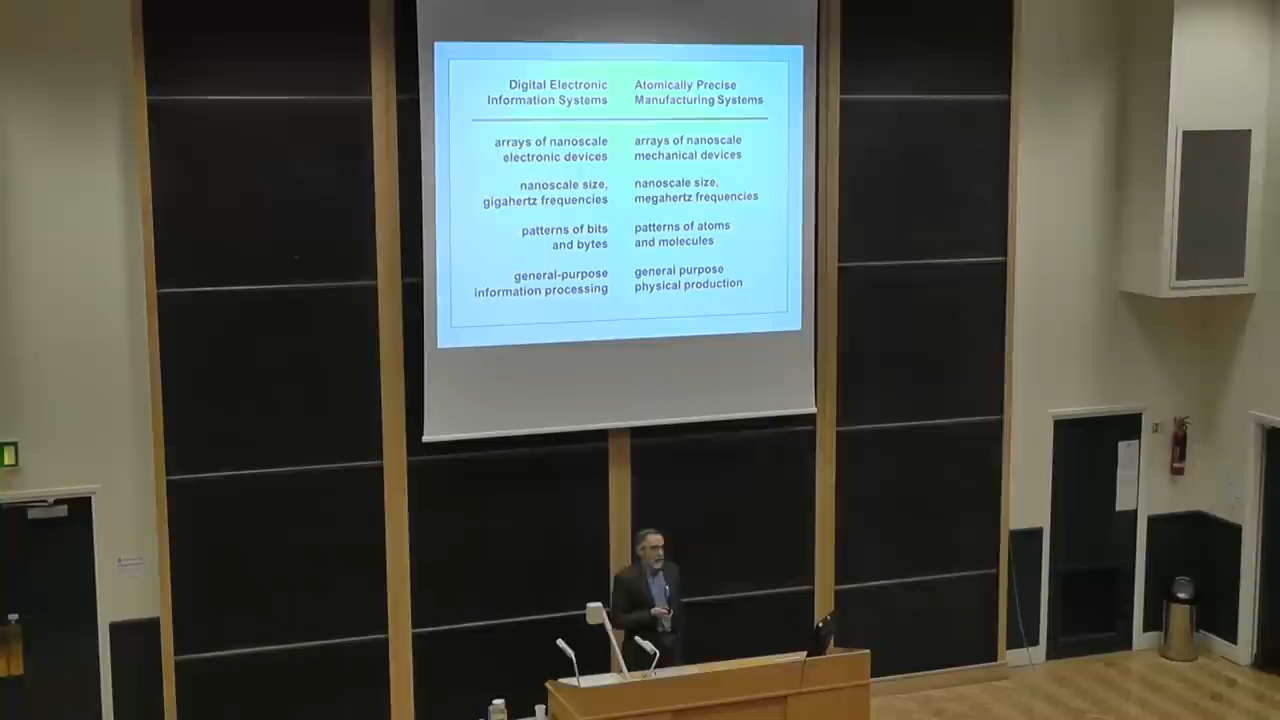 Digital Electronic
Information Systems
Atomically Precise
Manufacturing Systems
arrays of nanoscale
electronic devices
arrays of nanoscale
mechanical devices
nanoscale size,
gigahertz frequencies
nanoscale size,
megahertz frequencies
patterns of bits
and bytes
patterns of atoms
and molecules
general-purpose
information processing
general purpose
physical production